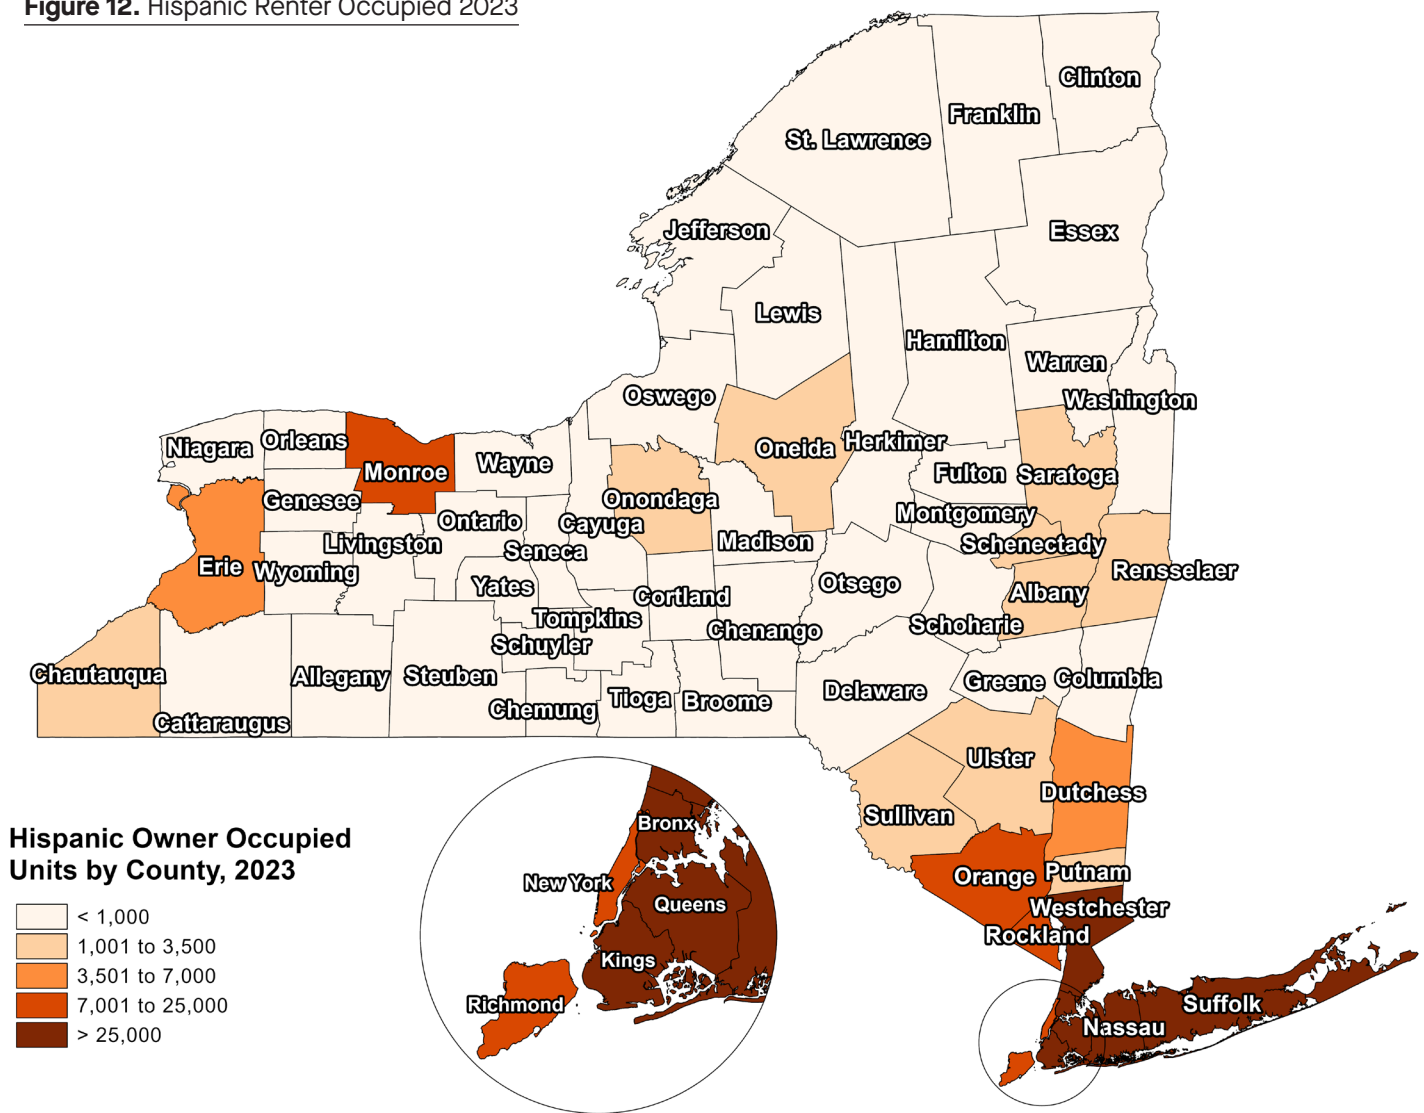 Figure 12. Hispanic Renter Occupied 2023
Clinton
Franklin
St. Lawrence
Jefferson
Essex
Lewis
Hamilton
Warren
Oswego
Washington
Niagara
Orleans
Monroe
Wayne
Oneida
Herkimer
Fulton
Saratoga
Genesee
Onondaga
Ontario
Cayuga
Montgomery
Livingston
Seneca
Madison
Schenectady
Erie
Wyoming
Yates
Otsego
Rensselaer
Cortland
Albany
Tompkins
Chenango
Schoharie
Schuyler
Chautauqua
Allegany
Steuben
Greene
Columbia
Delaware
Tioga
Broome
Chemung
Cattaraugus
Ulster
Dutchess
Sullivan
Orange
Putnam
Westchester
Rockland
Suffolk
Nassau
Bronx
New York
Queens
Kings
Richmond
Hispanic Owner Occupied
Units by County, 2023
< 1,000
1,001 to 3,500
3,501 to 7,000
7,001 to 25,000
> 25,000